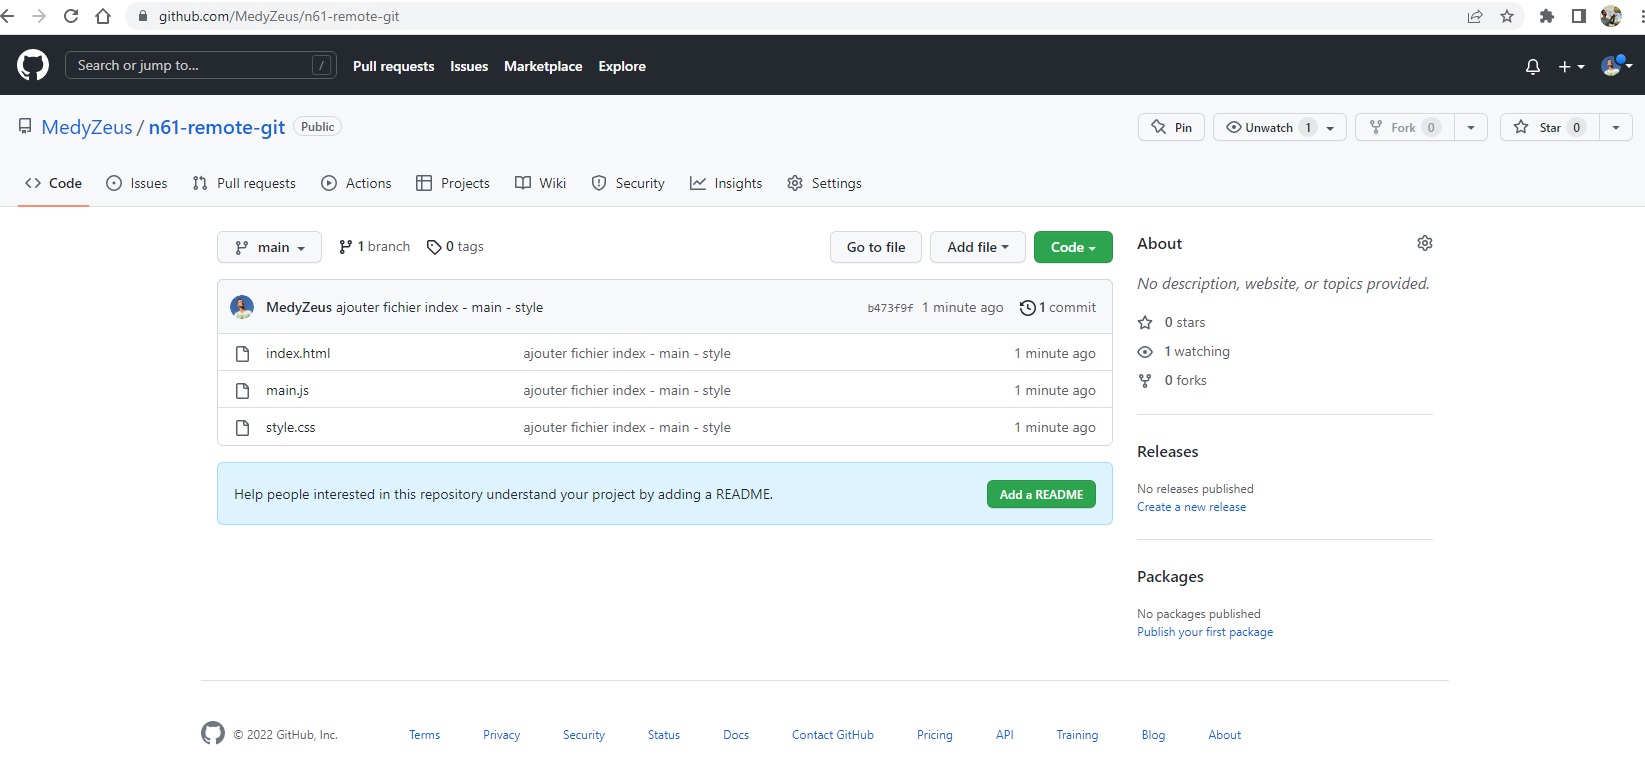 github.com/MedyZeus/n61-remote-git
Search or jump to... / Pull requests Issues Marketplace Explore
MedyZeus / n61-remote-git Public Pin Unwatch 1 Fork 0 Star 0
Code Issues Pull requests Actions Projects Wiki Security Insights Settings
main 1 branch 0 tags Go to file Add file Code
MedyZeus ajouter fichier index - main - style b473f9f 1 minute ago 1 commit
index.html ajouter fichier index - main - style 1 minute ago
main.js ajouter fichier index - main - style 1 minute ago
style.css ajouter fichier index - main - style 1 minute ago
Help people interested in this repository understand your project by adding a README. Add a README
About
No description, website, or topics provided.
0 stars
1 watching
0 forks
Releases
No releases published
Create a new release
Packages
No packages published
Publish your first package
© 2022 GitHub, Inc. Terms Privacy Security Status Docs Contact GitHub Pricing API Training Blog About